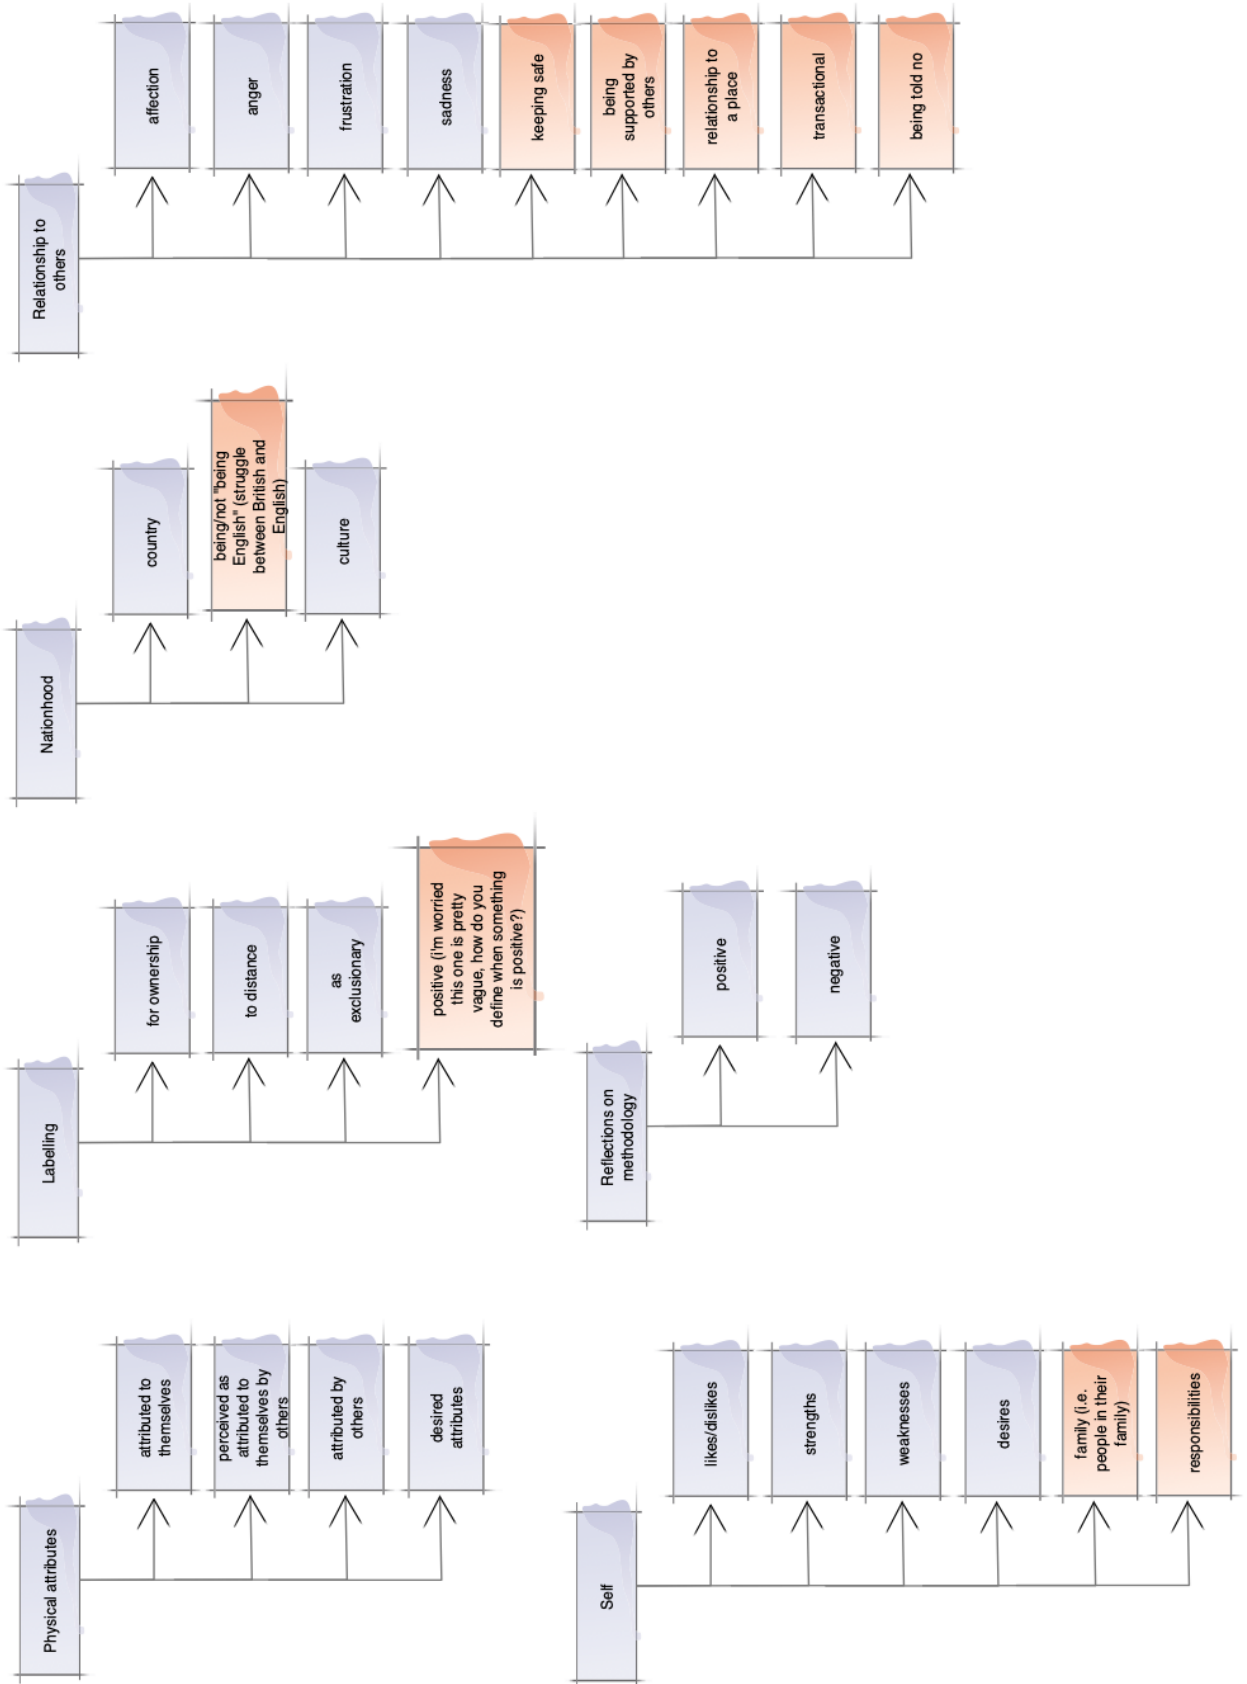 Physical attributes
attributed to
themselves
perceived as
attributed to
themselves by
others
attributed by
others
desired
attributes
Labelling
for ownership
to distance
as
exclusionary
positive (i'm worried
this one is pretty
vague, how do you
define when something
is positive?)
Nationhood
country
being/not "being
English" (struggle
between British and
English)
culture
Relationship to
others
affection
anger
frustration
sadness
keeping safe
being
supported by
others
relationship to
a place
transactional
being told no
Self
likes/dislikes
strengths
weaknesses
desires
family (i.e.
people in their
family)
responsibilities
Reflections on
methodology
positive
negative